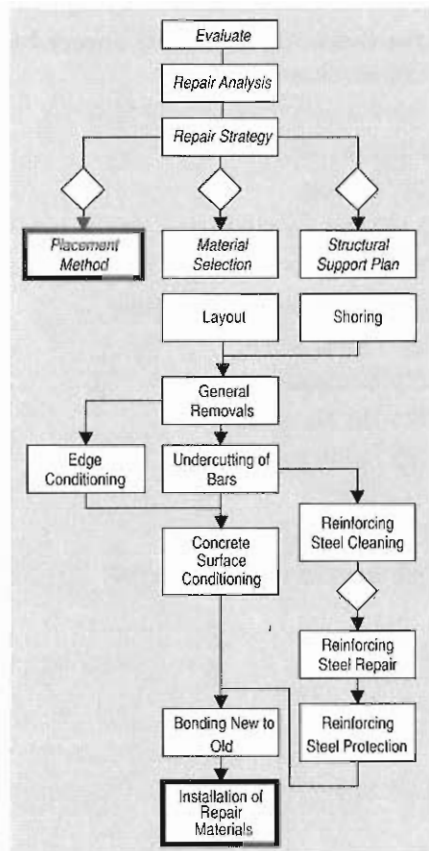 Evaluate
Repair Analysis
Repair Strategy
Placement
Method
Material
Selection
Structural
Support Plan
Layout
Shoring
General
Removals
Edge
Conditioning
Undercutting of
Bars
Reinforcing
Steel Cleaning
Concrete
Surface
Conditioning
Reinforcing
Steel Repair
Bonding New to
Old
Reinforcing
Steel Protection
Installation of
Repair
Materials